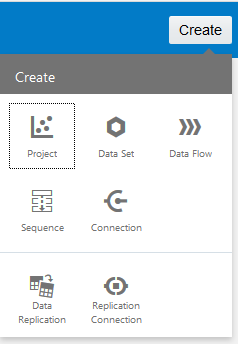 Create
Create
Project
Data Set
Data Flow
Sequence
Connection
Data
Replication
Replication
Connection